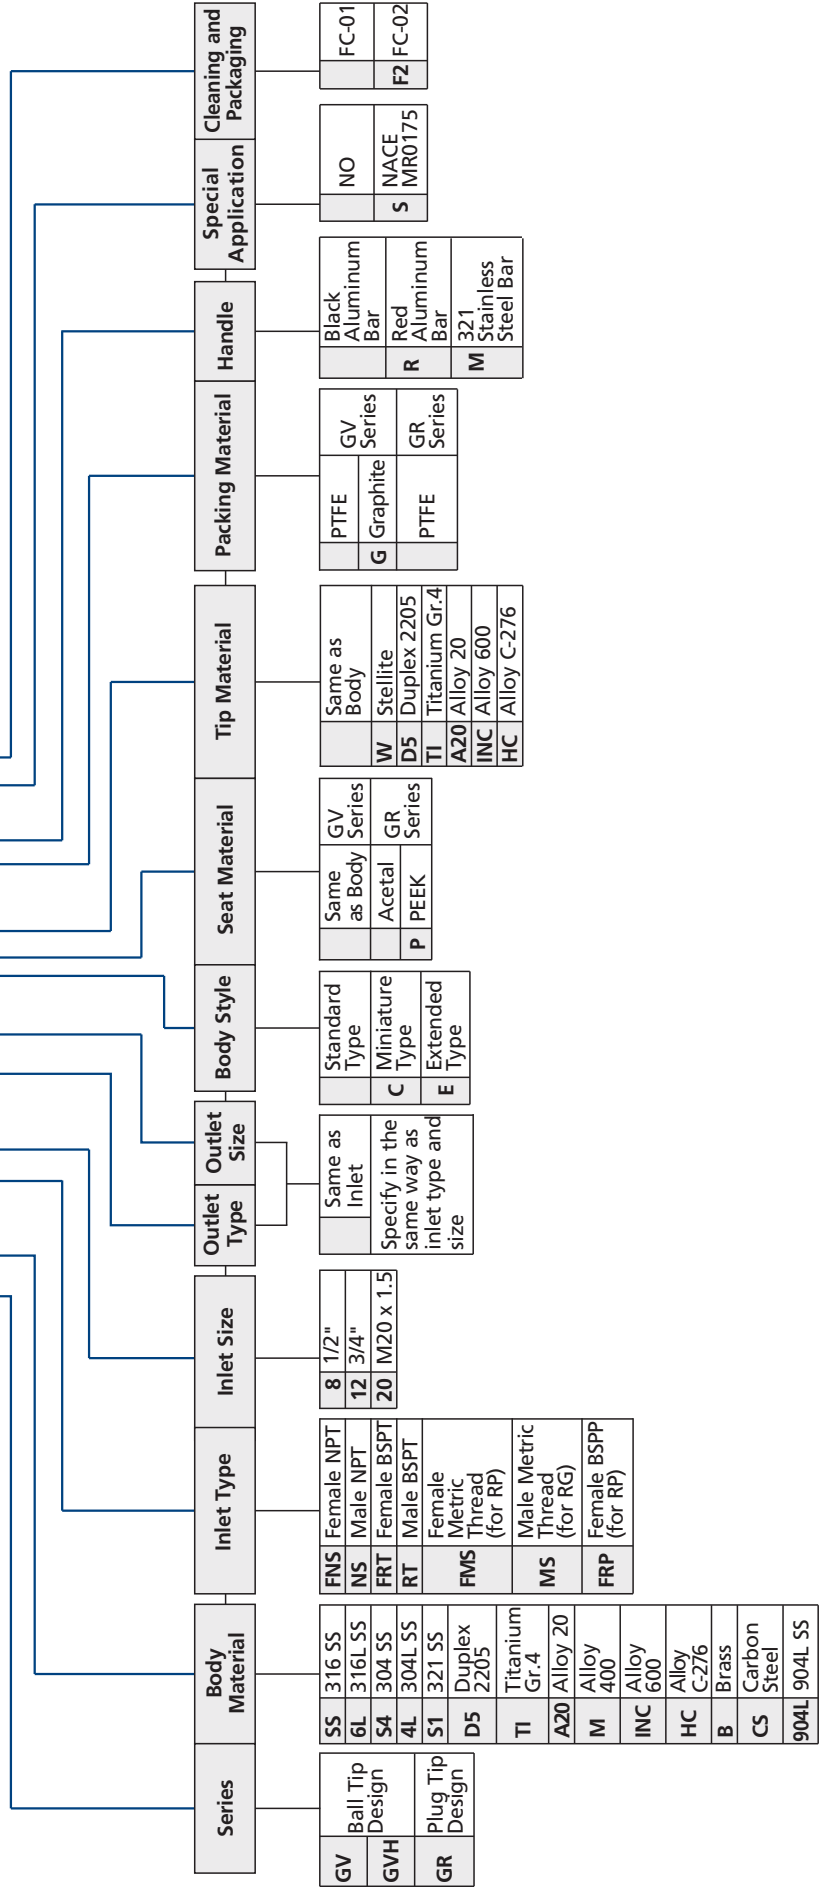 Series
GV
GVH
Ball Tip
Design
GR
Plug Tip
Design
Body
Material
SS 316 SS
6L 316L SS
S4 304 SS
4L 304L SS
S1 321 SS
D5 Duplex
2205
TI Titanium
Gr.4
A20 Alloy 20
M Alloy
400
INC Alloy
600
HC Alloy
C-276
B Brass
CS Carbon
Steel
904L 904L SS
Inlet Type
FNS Female NPT
NS Male NPT
FRT Female BSPT
RT Male BSPT
FMS Female
Metric
Thread
(for RP)
MS Male Metric
Thread
(for RG)
FRP Female BSPP
(for RP)
Inlet Size
8 1/2"
12 3/4"
20 M20 x 1.5
Outlet
Type
Outlet
Size
Same as
Inlet
Specify in the
same way as
inlet type and
size
Body Style
Standard
Type
C Miniature
Type
E Extended
Type
Seat Material
Same
as Body
GV
Series
Acetal
P PEEK
GR
Series
Tip Material
Same as
Body
W Stellite
D5 Duplex 2205
TI Titanium Gr.4
A20 Alloy 20
INC Alloy 600
HC Alloy C-276
Packing Material
PTFE
G Graphite
GV
Series
PTFE
GR
Series
Handle
Black
Aluminum
Bar
R Red
Aluminum
Bar
M 321
Stainless
Steel Bar
Special
Application
NO
S NACE
MR0175
Cleaning and
Packaging
FC-01
F2 FC-02